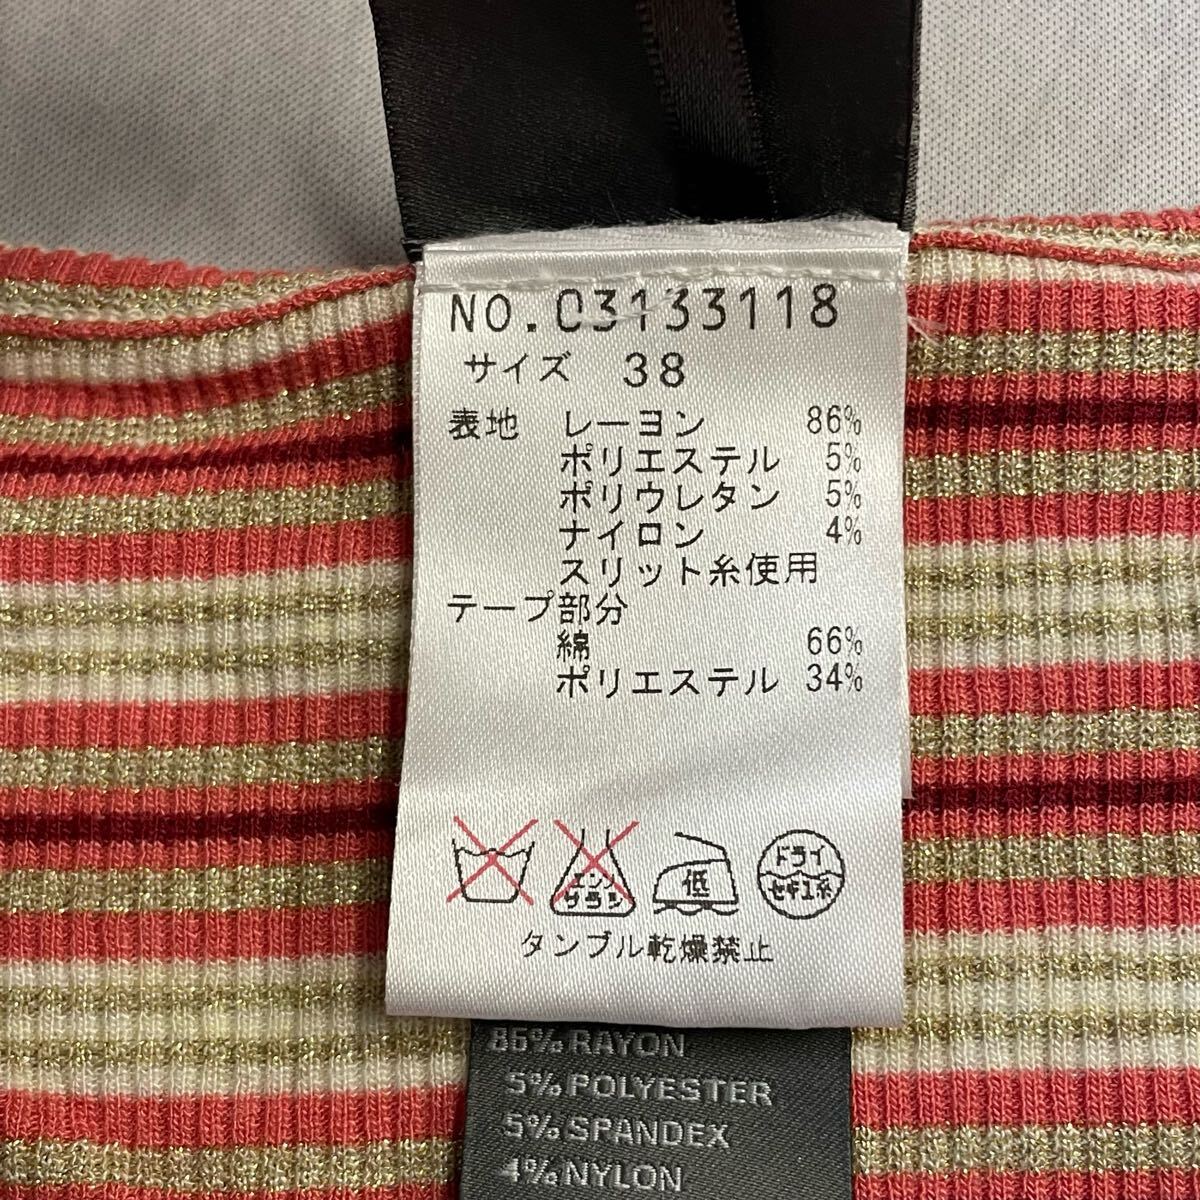 NO.03133118
サイズ 38
表地 レーヨン 86%
ポリエステル 5%
ポリウレタン 5%
ナイロン 4%
スリット糸使用
テープ部分
綿 66%
ポリエステル 34%
エンソ
サラシ
低
ドライ
セキユ系
タンブル乾燥禁止
86% RAYON
5% POLYESTER
5% SPANDEX
4% NYLON